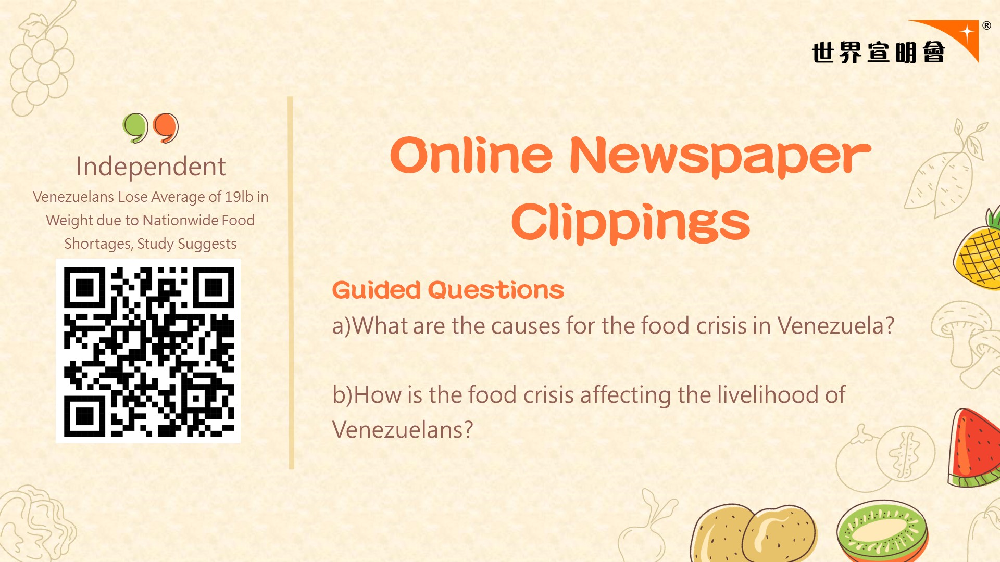 世界宣明會
®
Independent
Venezuelans Lose Average of 19lb in
Weight due to Nationwide Food
Shortages, Study Suggests
Online Newspaper
Clippings
Guided Questions
a)What are the causes for the food crisis in Venezuela?
b)How is the food crisis affecting the livelihood of
Venezuelans?